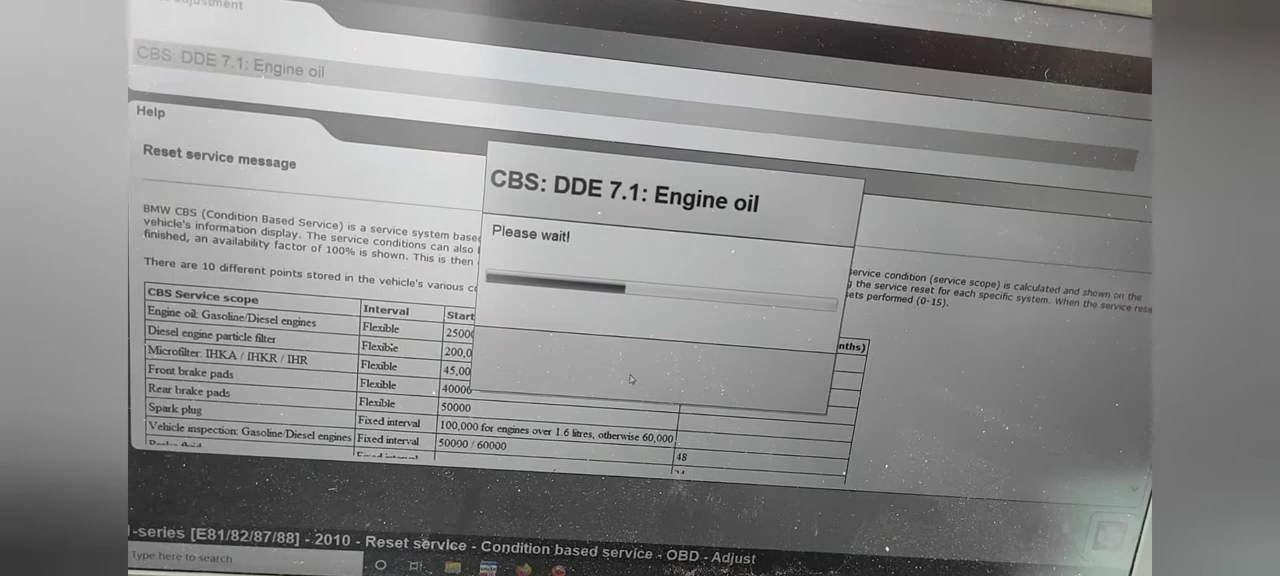 CBS: DDE 7.1: Engine oil
Help
Reset service message
CBS: DDE 7.1: Engine oil
Please wait!
BMW CBS (Condition Based Service) is a service system
vehicle's information display. The service conditions can also
finished, an availability factor of 100% is shown. This is then
service condition (service scope) is calculated and shown on the
the service reset for each specific system. When the service
performed (0-15).
There are 10 different points stored in the vehicle's various
CBS Service scope Interval Start
Engine oil: Gasoline/Diesel engines Flexible
Diesel engine particle filter Flexible
Microfilter: IHKA / IHKR / IHR Flexible
Front brake pads Flexible 40000
Rear brake pads Flexible 50000
Spark plug Fixed interval 100,000 for engines over 1.6 litres, otherwise 60,000
Vehicle inspection: Gasoline/Diesel engines Fixed interval 50000 / 60000 48
-series [E81/82/87/88] - 2010 - Reset service - Condition based service - OBD - Adjust
Type here to search